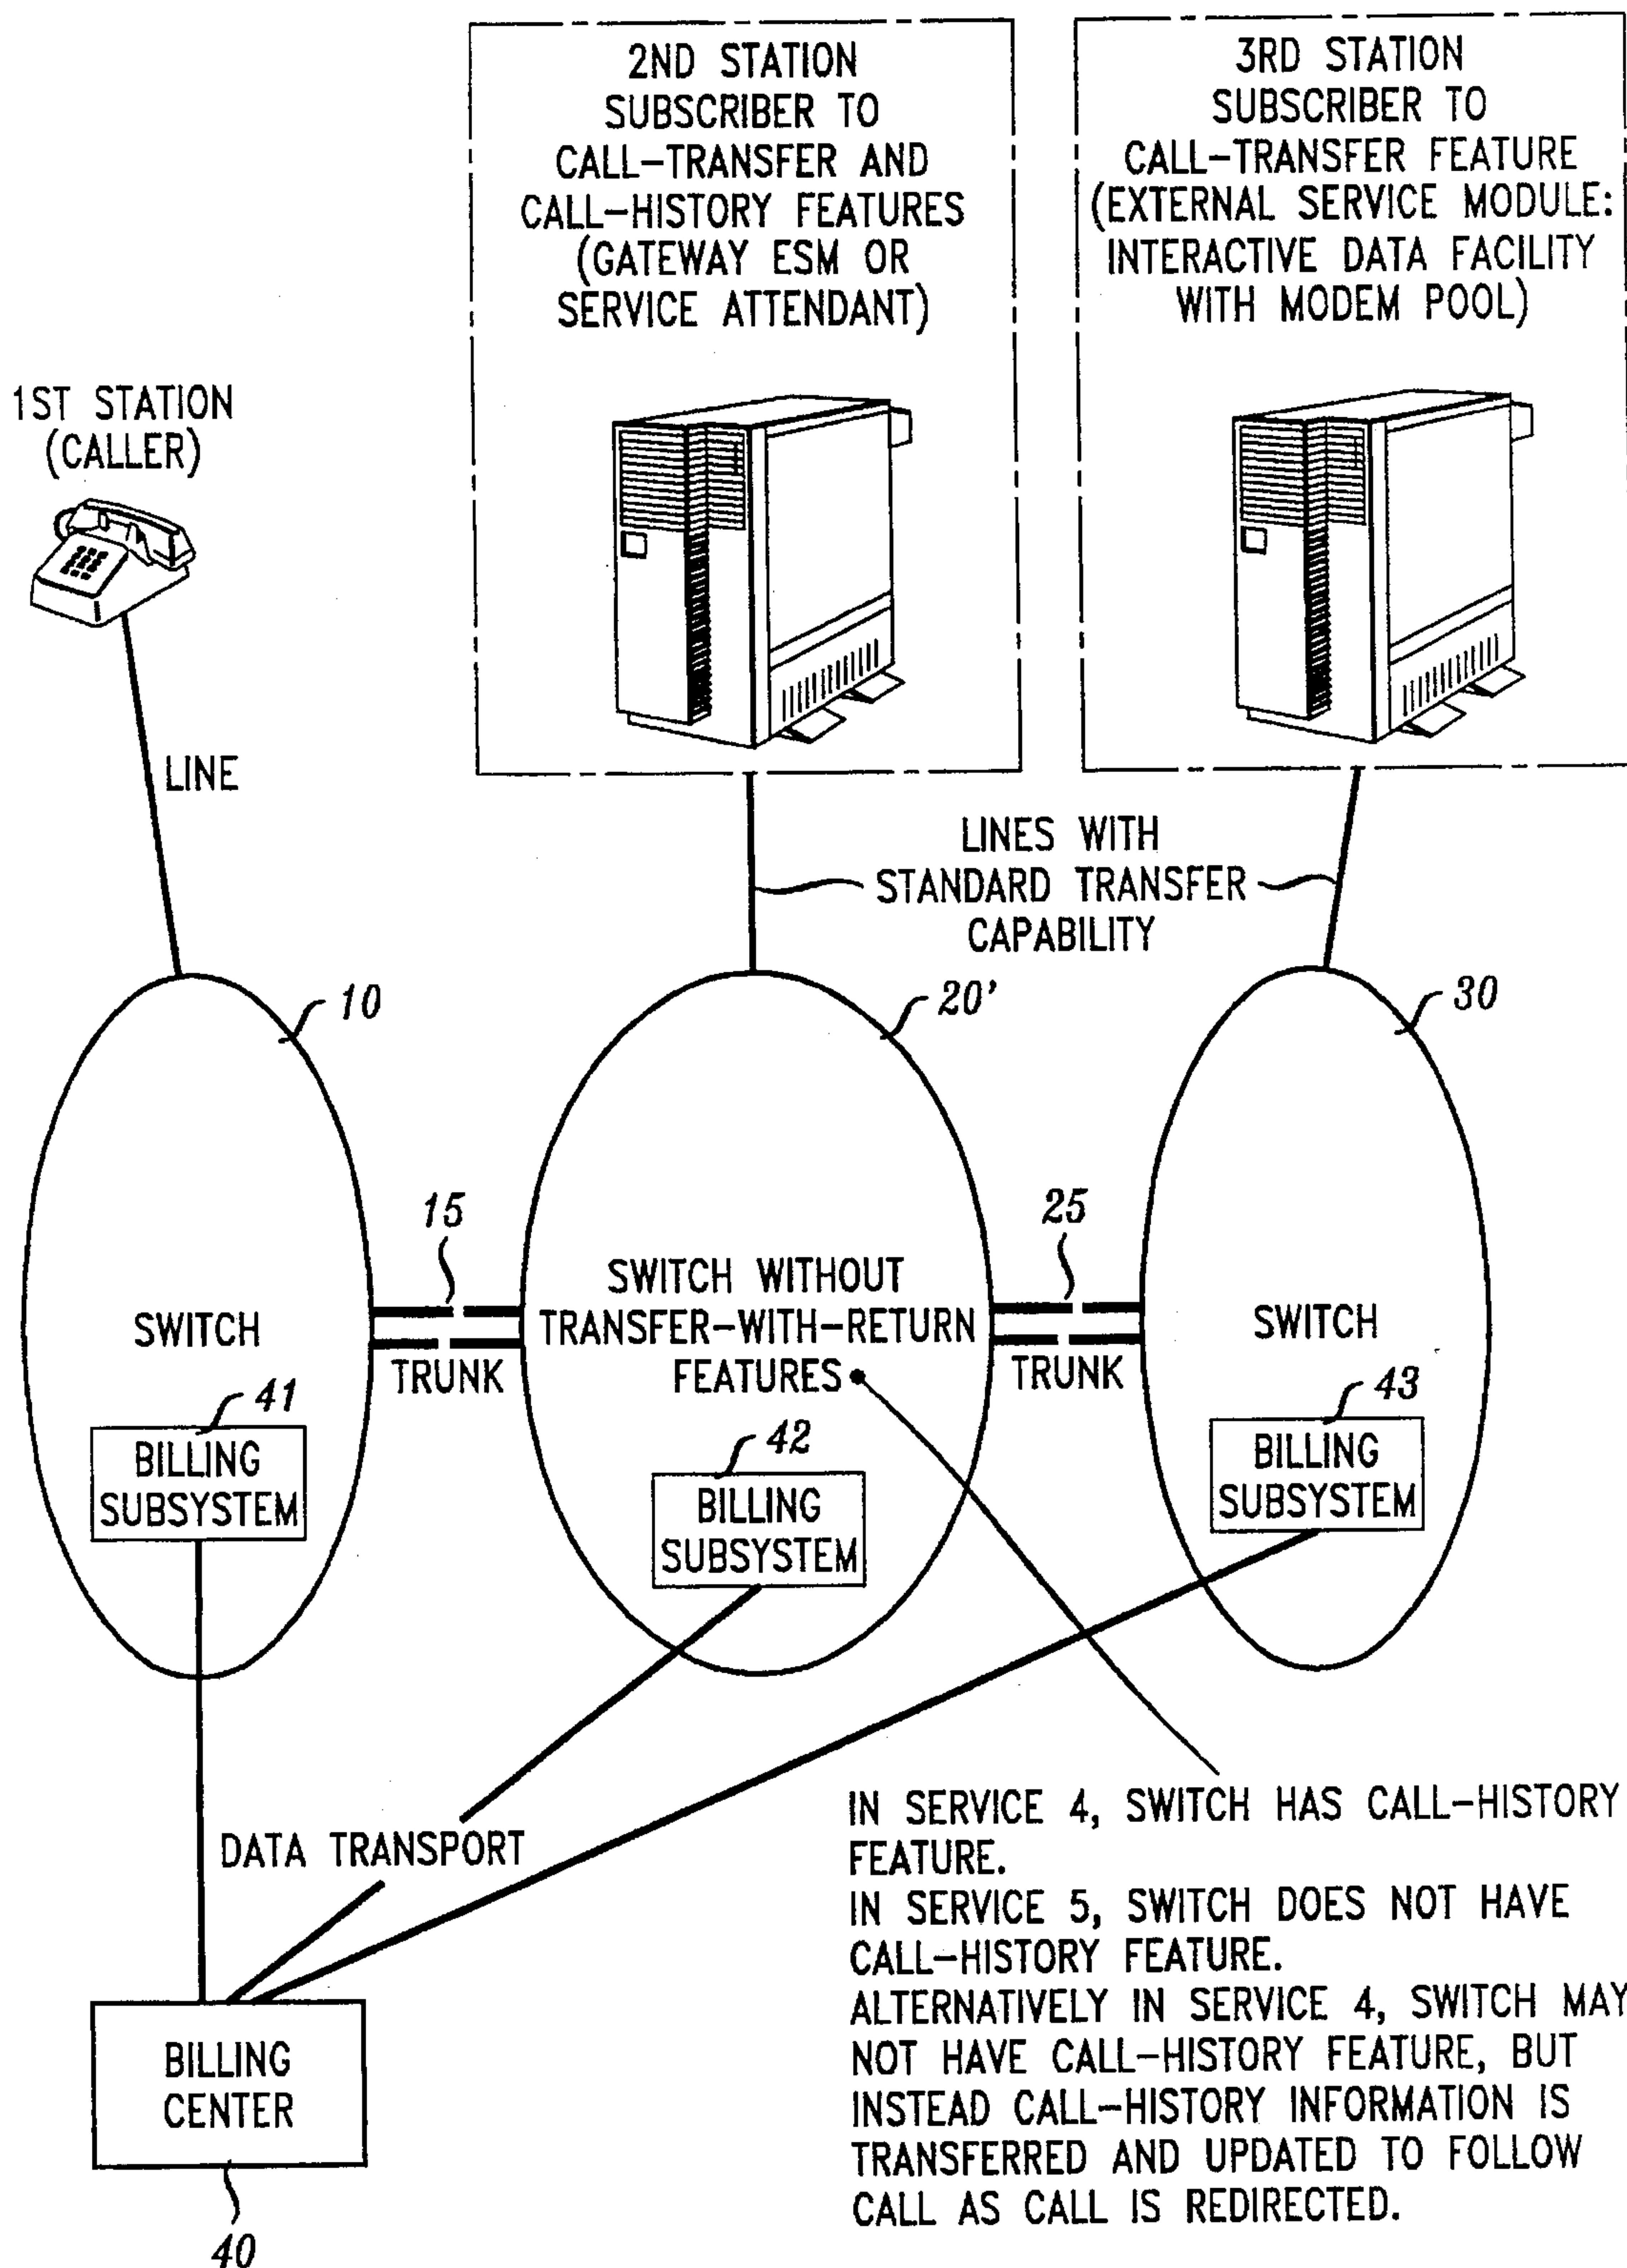 2ND STATION
SUBSCRIBER TO
CALL-TRANSFER AND
CALL-HISTORY FEATURES
(GATEWAY ESM OR
SERVICE ATTENDANT)
3RD STATION
SUBSCRIBER TO
CALL-TRANSFER FEATURE
(EXTERNAL SERVICE MODULE:
INTERACTIVE DATA FACILITY
WITH MODEM POOL)
1ST STATION
(CALLER)
LINE
LINES WITH
STANDARD TRANSFER
CAPABILITY
10
20'
30
15
25
SWITCH
TRUNK
SWITCH WITHOUT
TRANSFER-WITH-RETURN
FEATURES
TRUNK
SWITCH
41
BILLING
SUBSYSTEM
42
BILLING
SUBSYSTEM
43
BILLING
SUBSYSTEM
DATA TRANSPORT
BILLING
CENTER
40
IN SERVICE 4, SWITCH HAS CALL-HISTORY
FEATURE.
IN SERVICE 5, SWITCH DOES NOT HAVE
CALL-HISTORY FEATURE.
ALTERNATIVELY IN SERVICE 4, SWITCH MAY
NOT HAVE CALL-HISTORY FEATURE, BUT
INSTEAD CALL-HISTORY INFORMATION IS
TRANSFERRED AND UPDATED TO FOLLOW
CALL AS CALL IS REDIRECTED.